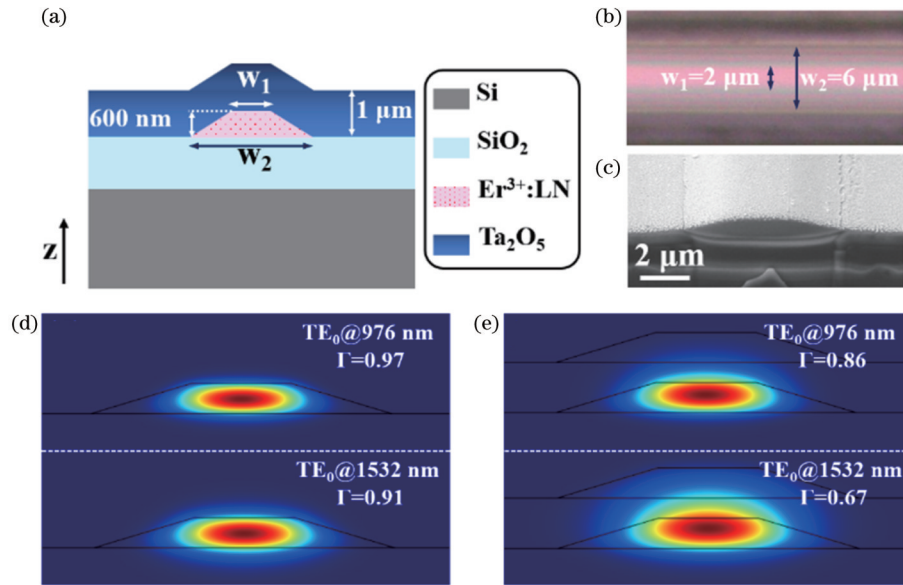 (a)
W₁
600 nm
1 μm
W₂
Z
Si
SiO₂
Er³⁺:LN
Ta₂O₅
(b)
w₁=2 μm
w₂=6 μm
(c)
2 μm
(d)
TE₀@976 nm
Γ=0.97
TE₀@1532 nm
Γ=0.91
(e)
TE₀@976 nm
Γ=0.86
TE₀@1532 nm
Γ=0.67